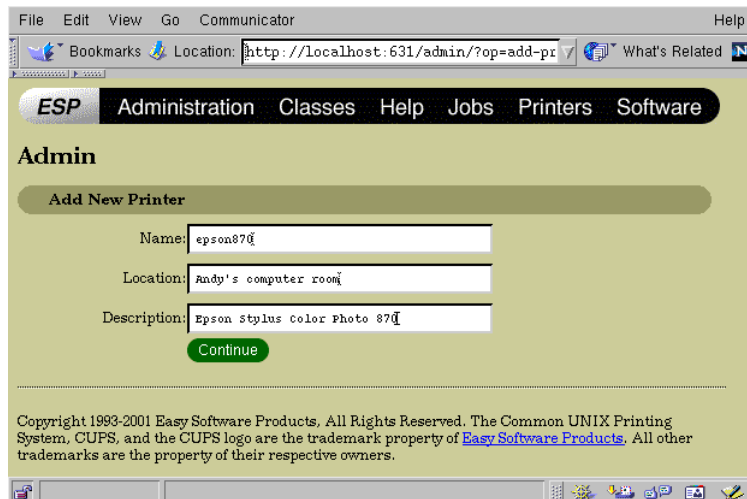 File Edit View Go Communicator Help
Bookmarks Location: http://localhost:631/admin/?op=add-pr What's Related N
ESP Administration Classes Help Jobs Printers Software
Admin
Add New Printer
Name: epson870
Location: Andy's computer room
Description: Epson Stylus Color Photo 870
Continue
Copyright 1993-2001 Easy Software Products, All Rights Reserved. The Common UNIX Printing
System, CUPS, and the CUPS logo are the trademark property of Easy Software Products. All other
trademarks are the property of their respective owners.